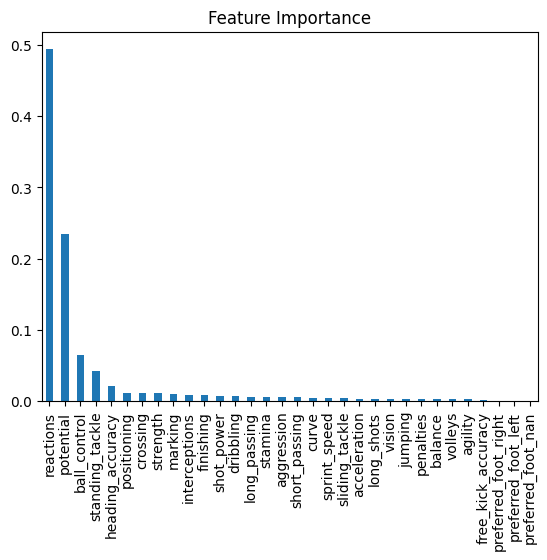 Feature Importance
0.5
0.4
0.3
0.2
0.1
0.0
reactions
potential
ball_control
standing_tackle
heading_accuracy
positioning
crossing
strength
marking
interceptions
finishing
shot_power
dribbling
long_passing
stamina
aggression
short_passing
curve
sprint_speed
sliding_tackle
acceleration
long_shots
vision
jumping
penalties
balance
volleys
agility
free_kick_accuracy
preferred_foot_right
preferred_foot_left
preferred_foot_nan